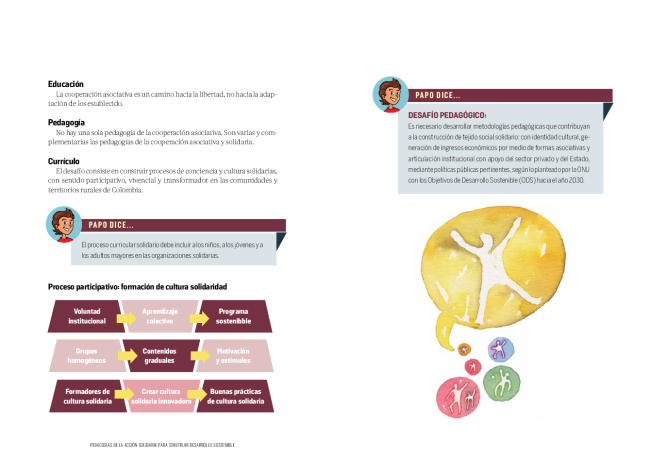 Educación
La cooperación asociativa es un camino hacia la libertad, no hacia la adap-
tación de los establecido.
Pedagogía
No hay una sola pedagogía de la cooperación asociativa. Son varias y com-
plementarias las pedagogías de la cooperación asociativa y solidaria.
Currículo
El desafío consiste en construir procesos de conciencia y cultura solidarias,
con sentido participativo, vivencial y transformador en las comunidades y
territorios rurales de Colombia.
PAPO DICE...
El proceso curricular solidario debe incluir a los niños, a los jóvenes y a
los adultos mayores en las organizaciones solidarias.
Proceso participativo: formación de cultura solidaridad
Voluntad
institucional
Aprendizaje
colectivo
Programa
sostenible
Grupos
homogéneos
Contenidos
graduales
Motivación
y estímulos
Formadores de
cultura solidaria
Crear cultura
solidaria innovadora
Buenas prácticas
de cultura solidaria
PEDAGOGÍAS DE LA ACCIÓN SOLIDARIA PARA CONSTRUIR DESARROLLO SOSTENIBLE
PAPO DICE...
DESAFÍO PEDAGÓGICO:
Es necesario desarrollar metodologías pedagógicas que contribuyan
a la construcción de tejido social solidario: con identidad cultural, ge-
neración de ingresos económicos por medio de formas asociativas y
articulación institucional con apoyo del sector privado y del Estado,
mediante políticas públicas pertinentes, según lo planteado por la ONU
con los Objetivos de Desarrollo Sostenible (ODS) hacia el año 2030.